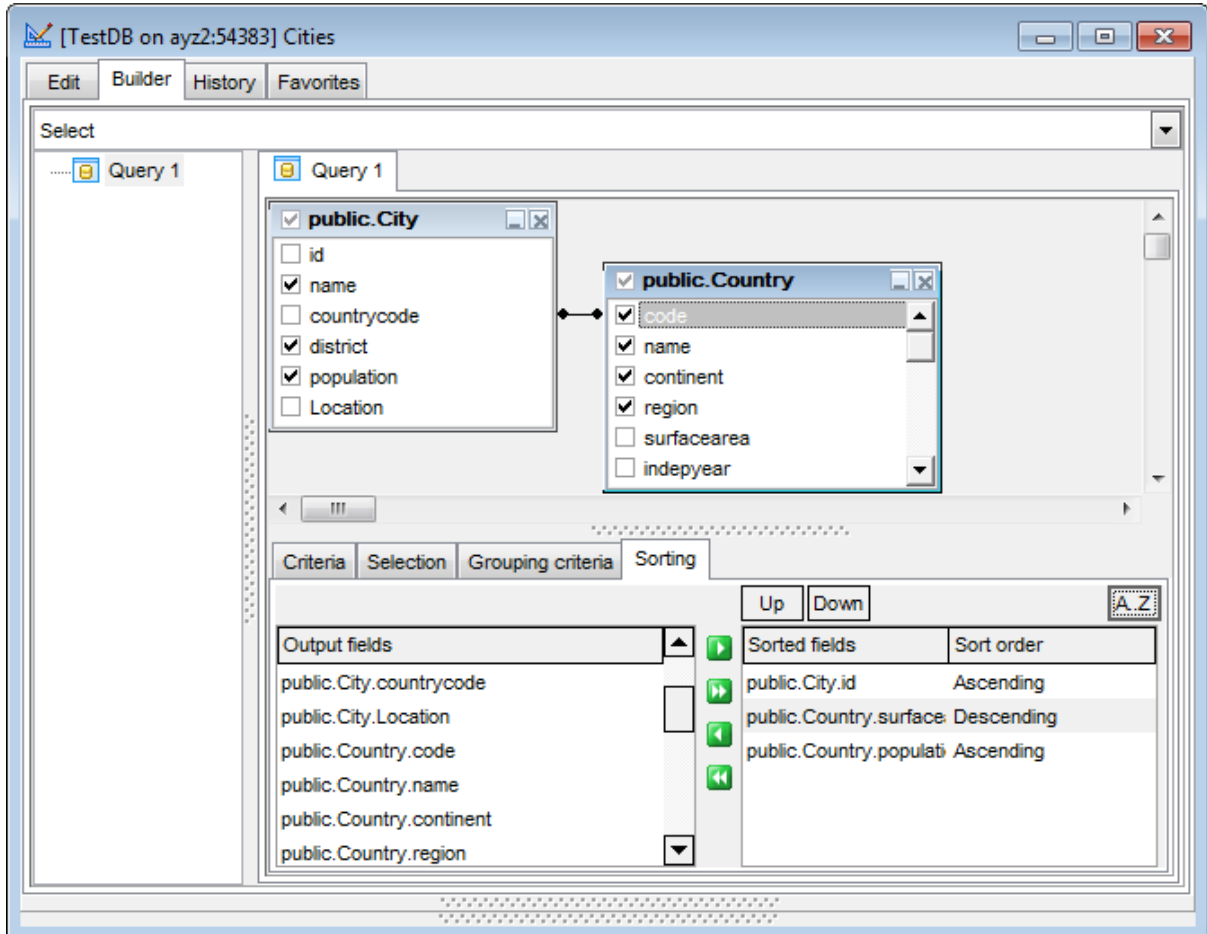 [TestDB on ayz2:54383] Cities
Edit Builder History Favorites
Select
Query 1
Query 1
public.City
id
name
countrycode
district
population
Location
public.Country
code
name
continent
region
surfacearea
indepyear
Criteria Selection Grouping criteria Sorting
Up Down A..Z
Output fields
public.City.countrycode
public.City.Location
public.Country.code
public.Country.name
public.Country.continent
public.Country.region
Sorted fields Sort order
public.City.id Ascending
public.Country.surface Descending
public.Country.populati Ascending